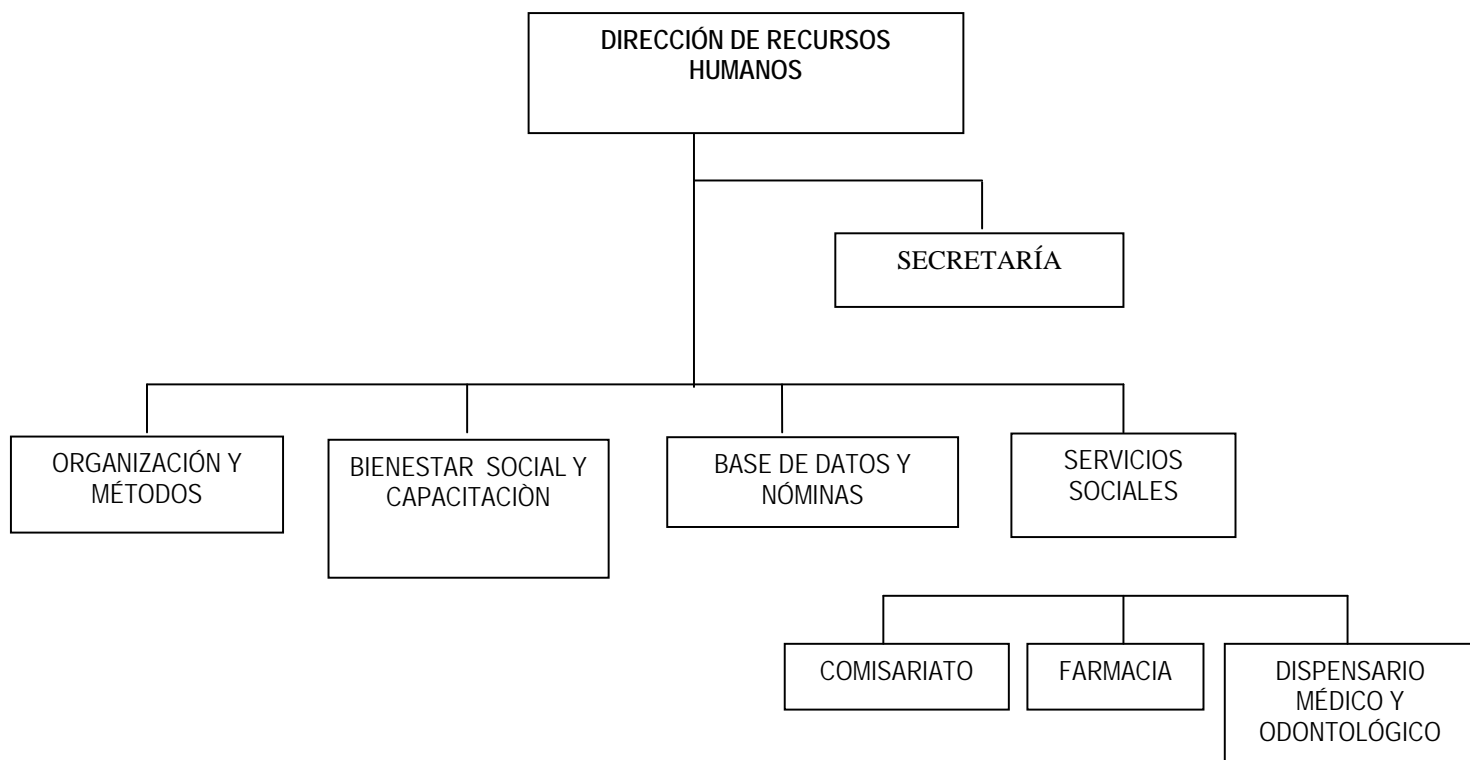 DIRECCIÓN DE RECURSOS
HUMANOS
SECRETARÍA
ORGANIZACIÓN Y
MÉTODOS
BIENESTAR SOCIAL Y
CAPACITACIÒN
BASE DE DATOS Y
NÓMINAS
SERVICIOS
SOCIALES
COMISARIATO
FARMACIA
DISPENSARIO
MÉDICO Y
ODONTOLÓGICO